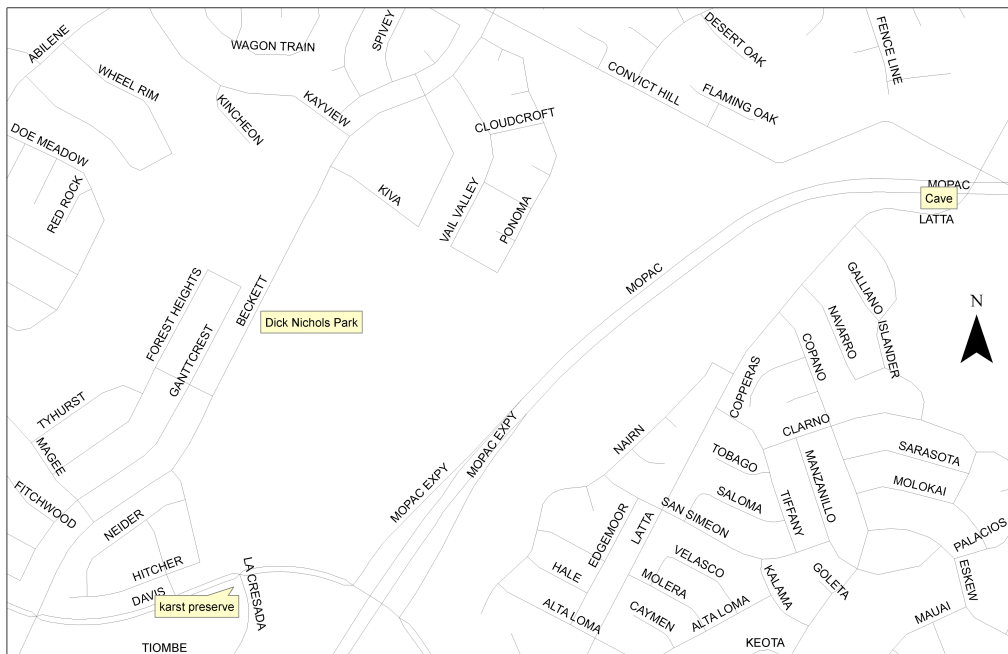 ABILENE
WAGON TRAIN
SPIVEY
DESERT OAK
FENCE LINE
WHEEL RIM
CONVICT HILL
FLAMING OAK
KINCHEON
KAYVIEW
CLOUDCROFT
DOE MEADOW
RED ROCK
KIVA
VAIL VALLEY
PONOMA
MOPAC
Cave
LATTA
MOPAC
FOREST HEIGHTS
BECKETT
GANTTCREST
Dick Nichols Park
GALLIANO
NAVARRO
ISLANDER
N
COPANO
COPPERAS
TYHURST
MAGEE
FITCHWOOD
NEIDER
HITCHER
DAVIS
karst preserve
LA CRESADA
TIOMBE
MOPAC EXPY
MOPAC EXPY
NAIRN
CLARNO
TOBAGO
MANZANILLO
SARASOTA
MOLOKAI
SALOMA
TIFFANY
EDGEMOOR
LATTA
SAN SIMEON
PALACIOS
HALE
VELASCO
MOLERA
KALAMA
GOLETA
ESKEW
ALTA LOMA
CAYMEN
ALTA LOMA
MAUAI
KEOTA